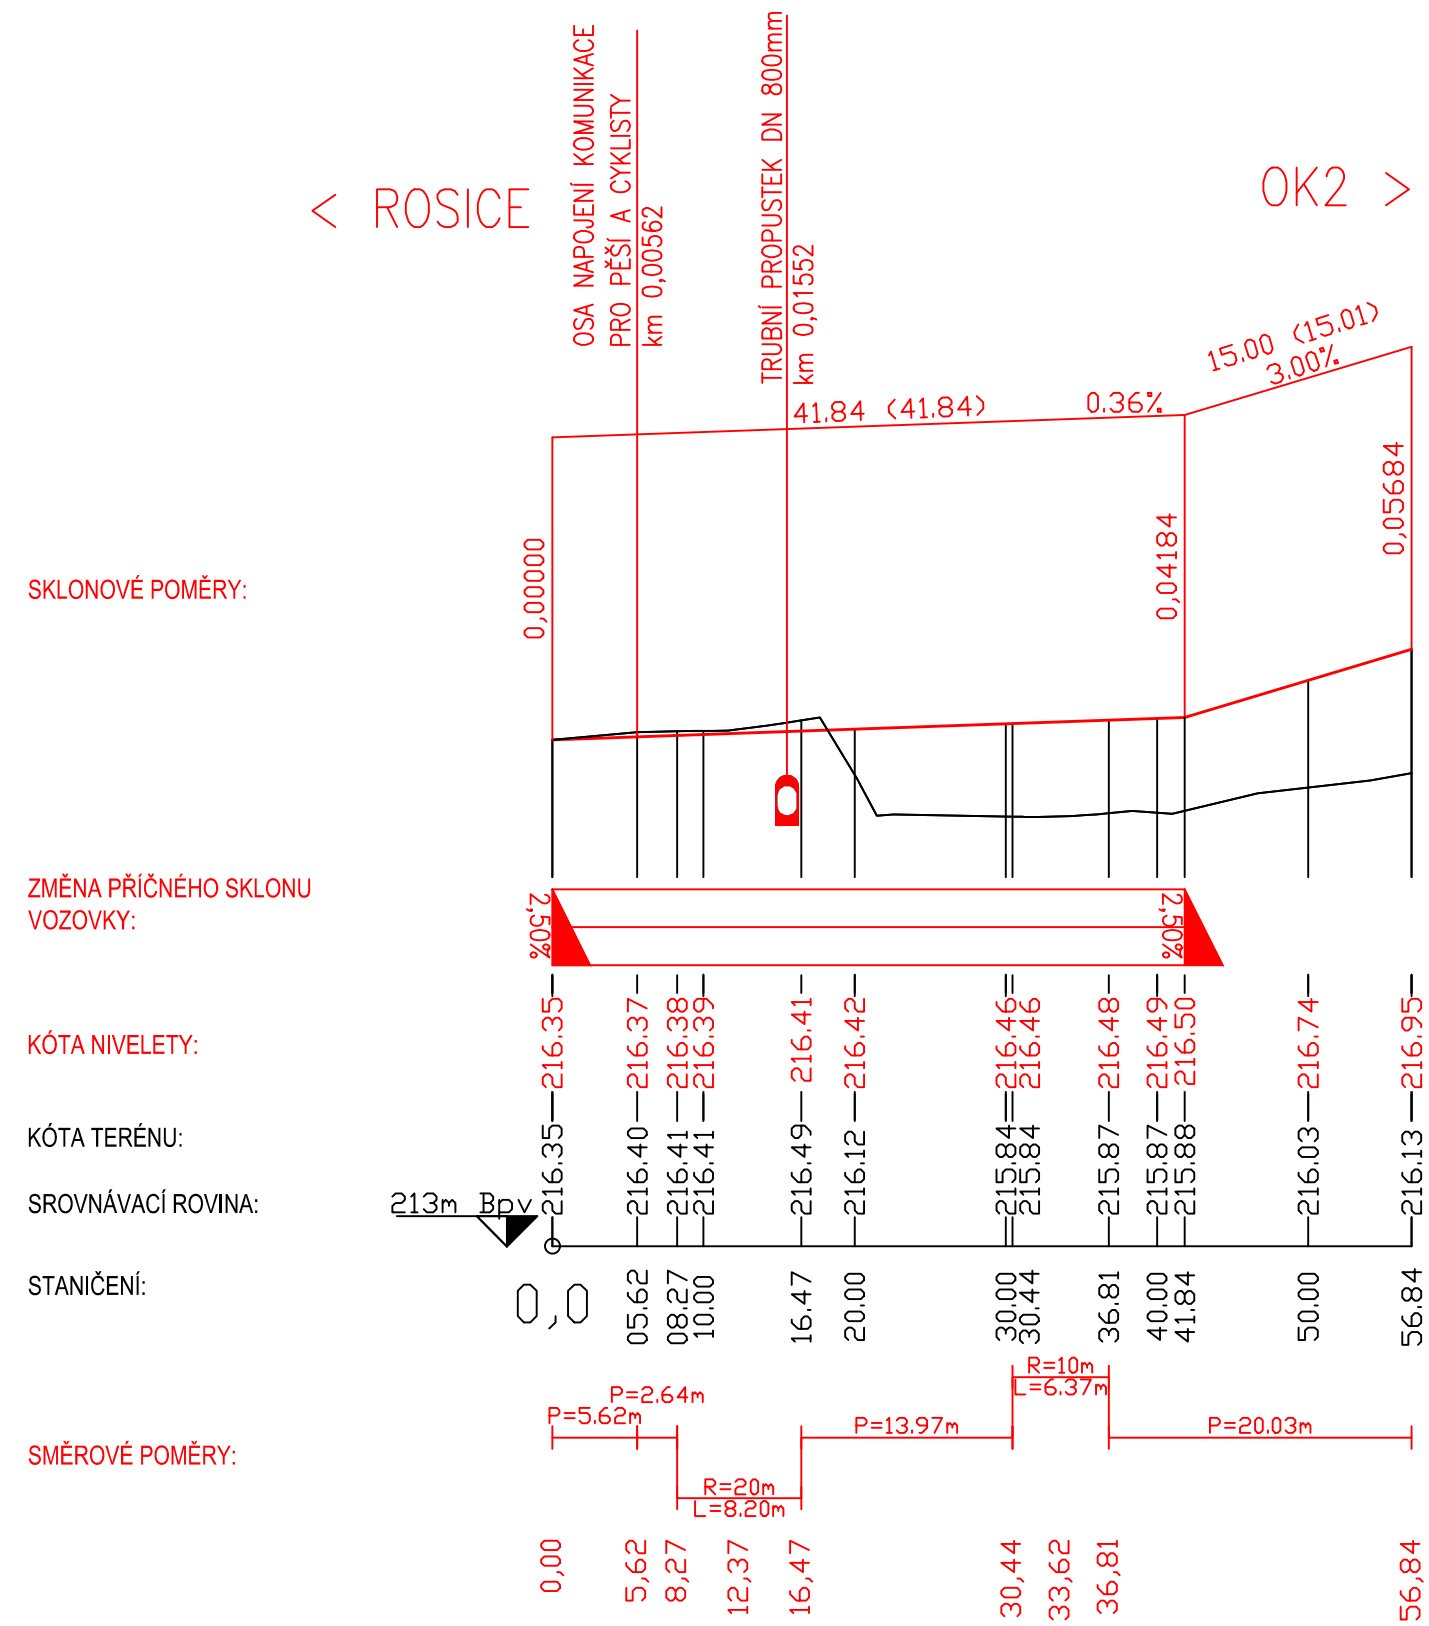 OSA NAPOJENÍ KOMUNIKACE
PRO PĚŠÍ A CYKLISTY
km 0,00562
TRUBNÍ PROPUSTEK DN 800mm
km 0,01552
< ROSICE
OK2 >
41.84 (41.84)
0.36%
15.00 (15.01)
3.00%
0,00000
0,04184
0,05684
SKLONOVÉ POMĚRY:
ZMĚNA PŘÍČNÉHO SKLONU
VOZOVKY:
2,50%
2,50%
KÓTA NIVELETY:
216.35
216.37
216.38
216.39
216.41
216.42
216.46
216.46
216.48
216.49
216.50
216.74
216.95
KÓTA TERÉNU:
216.35
216.40
216.41
216.41
216.49
216.12
215.84
215.84
215.87
215.87
215.88
216.03
216.13
SROVNÁVACÍ ROVINA:
213m Bpv
STANIČENÍ:
0,0
05.62
08.27
10.00
16.47
20.00
30.00
30.44
36.81
40.00
41.84
50.00
56.84
SMĚROVÉ POMĚRY:
P=5.62m
P=2.64m
R=20m
L=8.20m
P=13.97m
R=10m
L=6.37m
P=20.03m
0,00
5,62
8,27
12,37
16,47
30,44
33,62
36,81
56,84